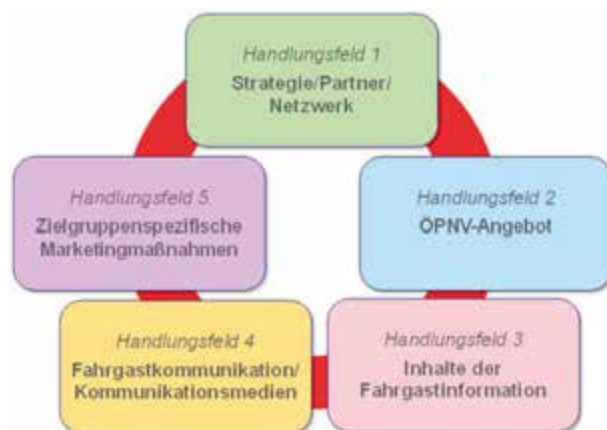 Handlungsfeld 1
Strategie/Partner/
Netzwerk
Handlungsfeld 2
ÖPNV-Angebot
Handlungsfeld 3
Inhalte der
Fahrgastinformation
Handlungsfeld 4
Fahrgastkommunikation/
Kommunikationsmedien
Handlungsfeld 5
Zielgruppenspezifische
Marketingmaßnahmen